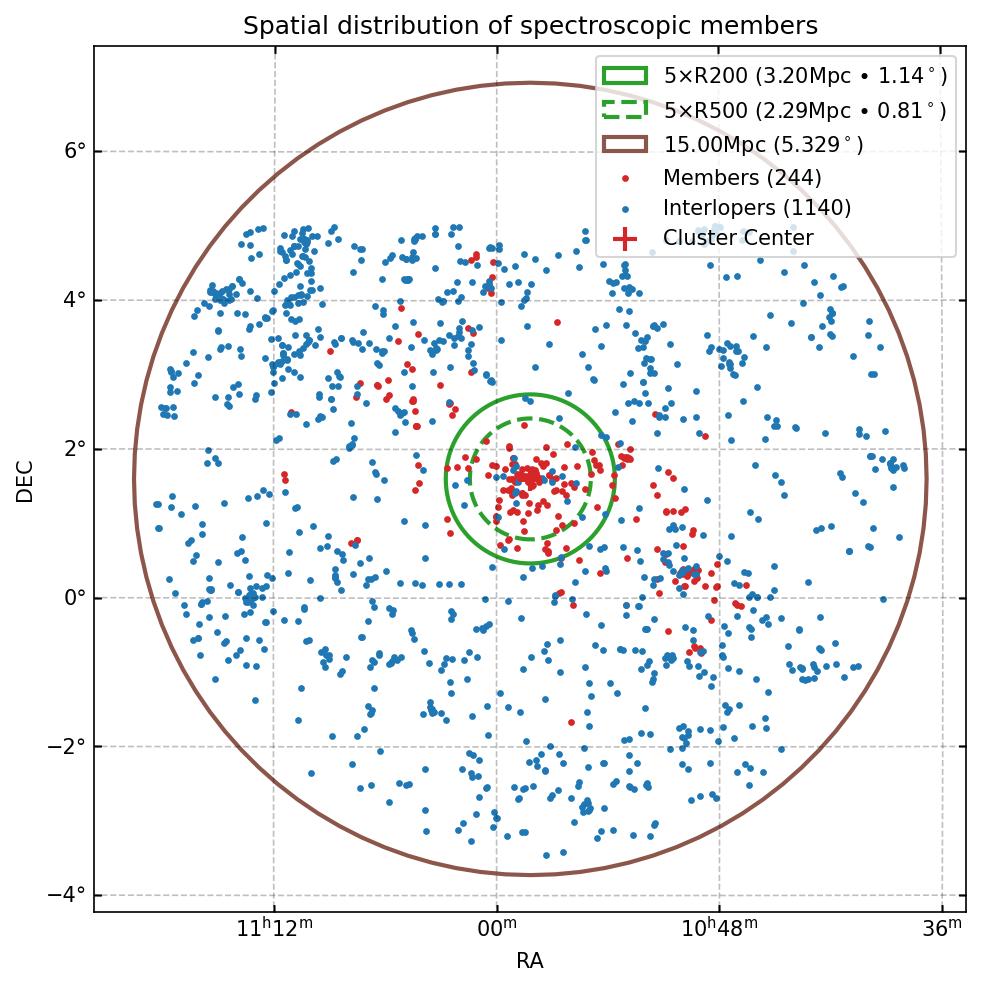 Spatial distribution of spectroscopic members
5×R200 (3.20Mpc • 1.14°)
5×R500 (2.29Mpc • 0.81°)
15.00Mpc (5.329°)
Members (244)
Interlopers (1140)
Cluster Center
6°
4°
2°
0°
−2°
−4°
DEC
11ʰ12ᵐ 00ᵐ 10ʰ48ᵐ 36ᵐ
RA